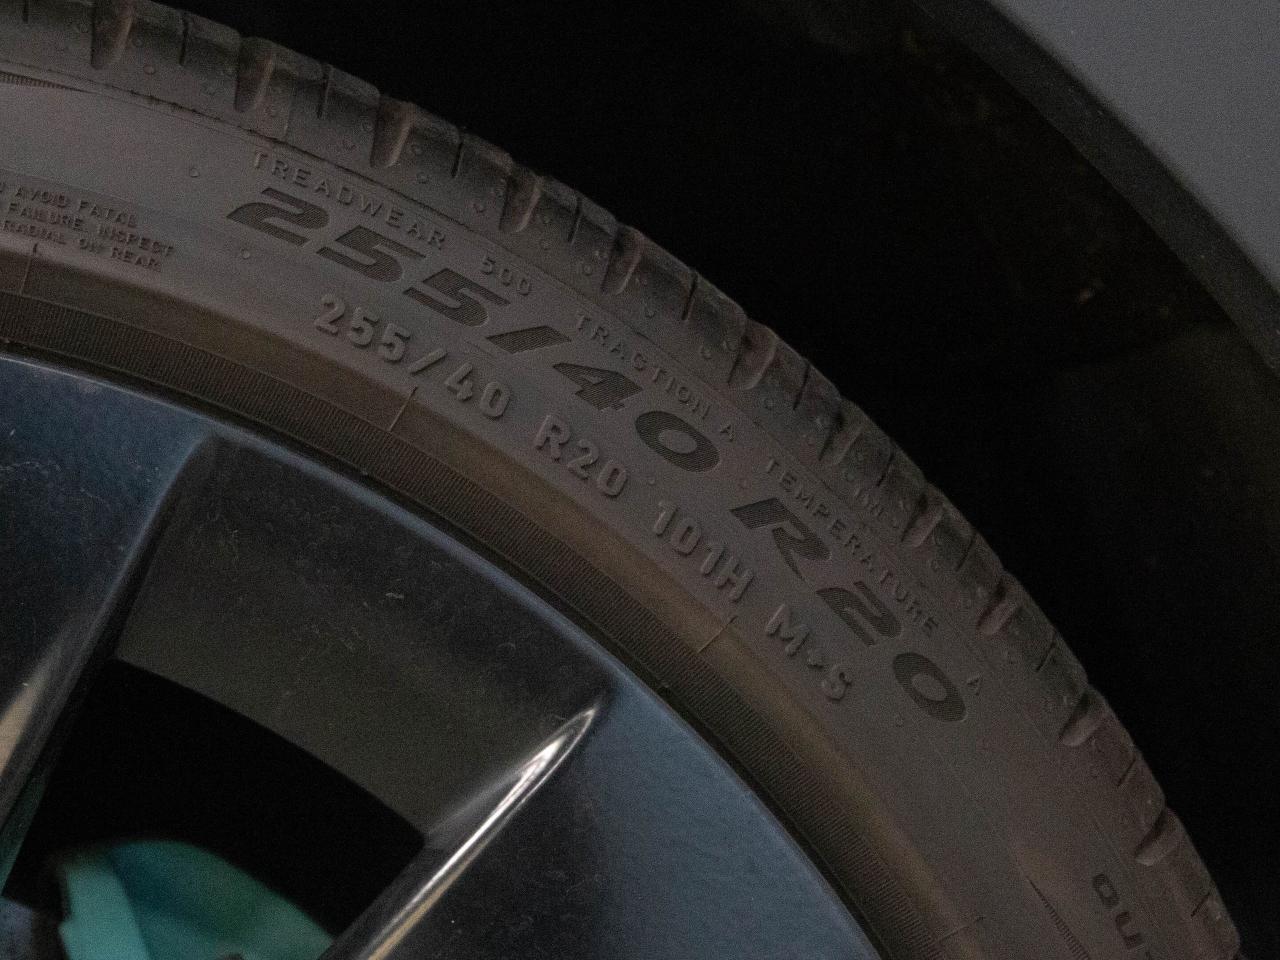 AVOID FATAL
FAILURE. INSPECT
RADIAL ON REAR
TREADWEAR 500 TRACTION A TEMPERATURE A
255/40 R20
255/40 R20 101H M+S